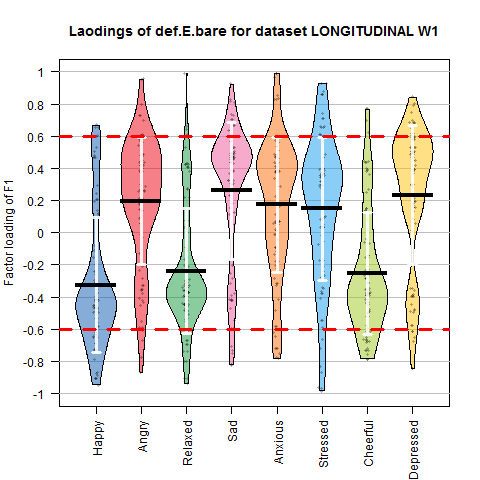 Laodings of def.E.bare for dataset LONGITUDINAL W1
Factor loading of F1
1
0.8
0.6
0.4
0.2
0
-0.2
-0.4
-0.6
-0.8
-1
Happy
Angry
Relaxed
Sad
Anxious
Stressed
Cheerful
Depressed